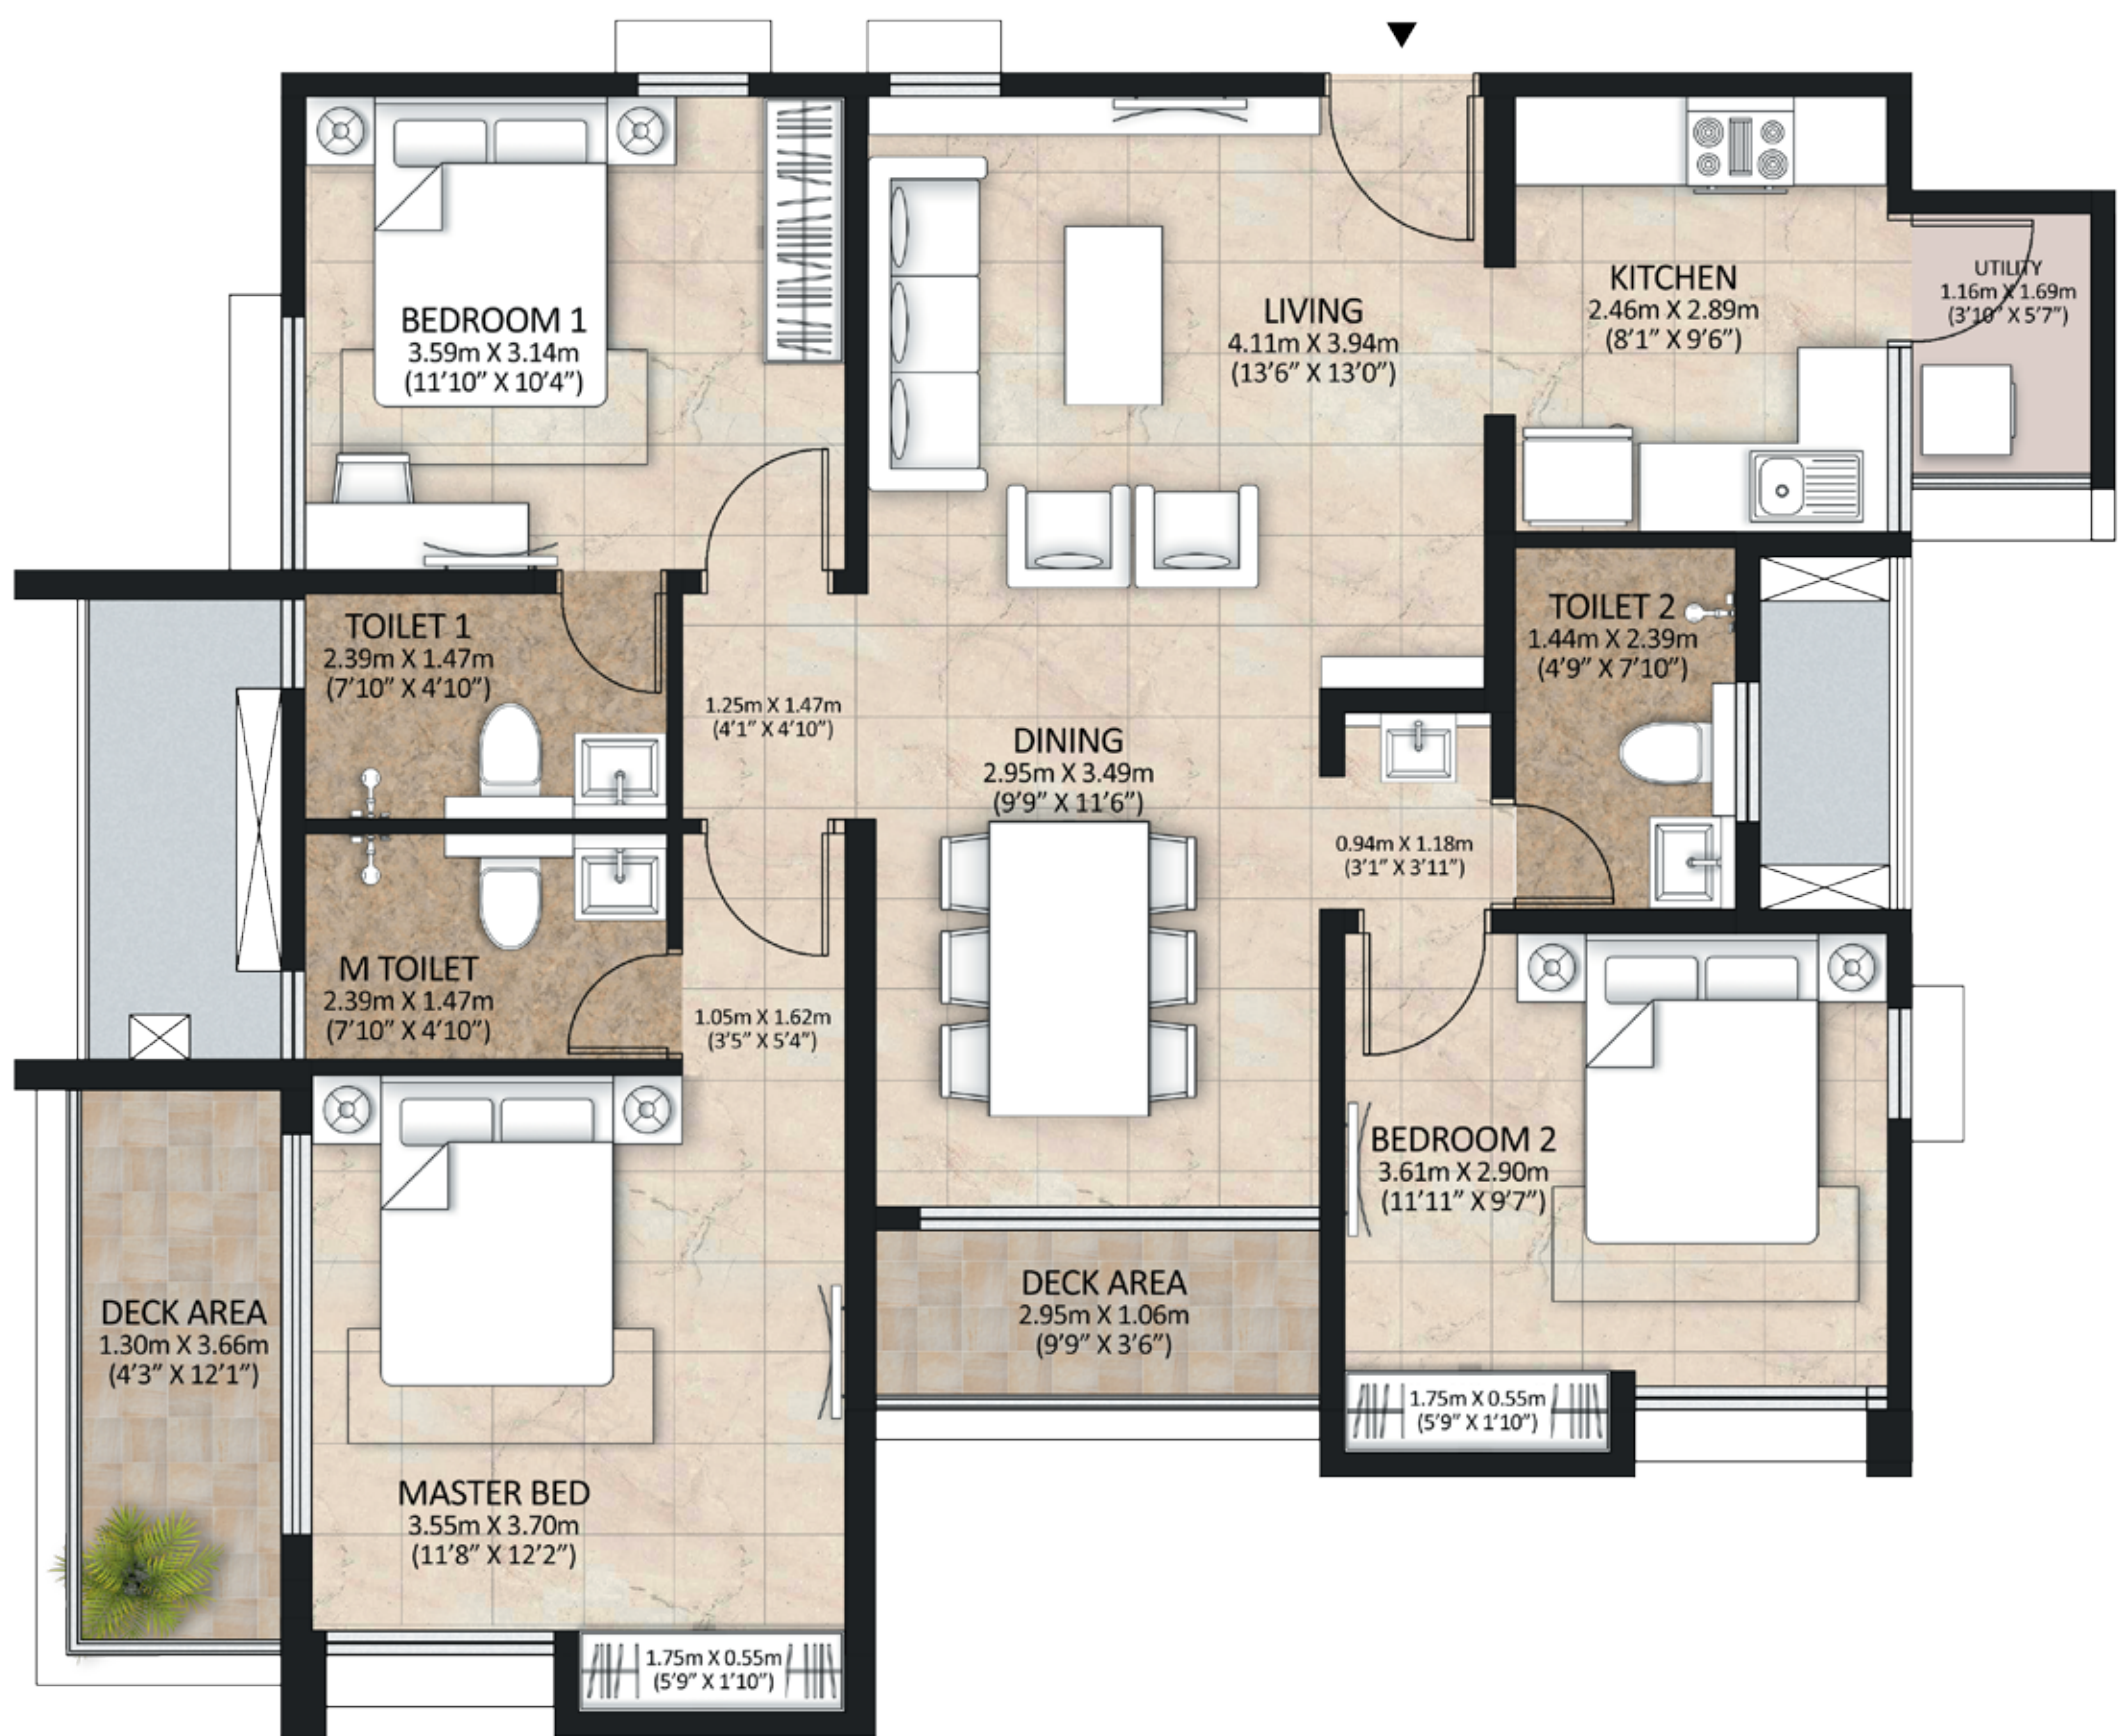 BEDROOM 1
3.59m X 3.14m
(11’10” X 10’4”)
LIVING
4.11m X 3.94m
(13’6” X 13’0”)
KITCHEN
2.46m X 2.89m
(8’1” X 9’6”)
UTILITY
1.16m X 1.69m
(3’10” X 5’7”)
TOILET 1
2.39m X 1.47m
(7’10” X 4’10”)
1.25m X 1.47m
(4’1” X 4’10”)
DINING
2.95m X 3.49m
(9’9” X 11’6”)
TOILET 2
1.44m X 2.39m
(4’9” X 7’10”)
0.94m X 1.18m
(3’1” X 3’11”)
M TOILET
2.39m X 1.47m
(7’10” X 4’10”)
1.05m X 1.62m
(3’5” X 5’4”)
BEDROOM 2
3.61m X 2.90m
(11’11” X 9’7”)
DECK AREA
1.30m X 3.66m
(4’3” X 12’1”)
DECK AREA
2.95m X 1.06m
(9’9” X 3’6”)
1.75m X 0.55m
(5’9” X 1’10”)
MASTER BED
3.55m X 3.70m
(11’8” X 12’2”)
1.75m X 0.55m
(5’9” X 1’10”)